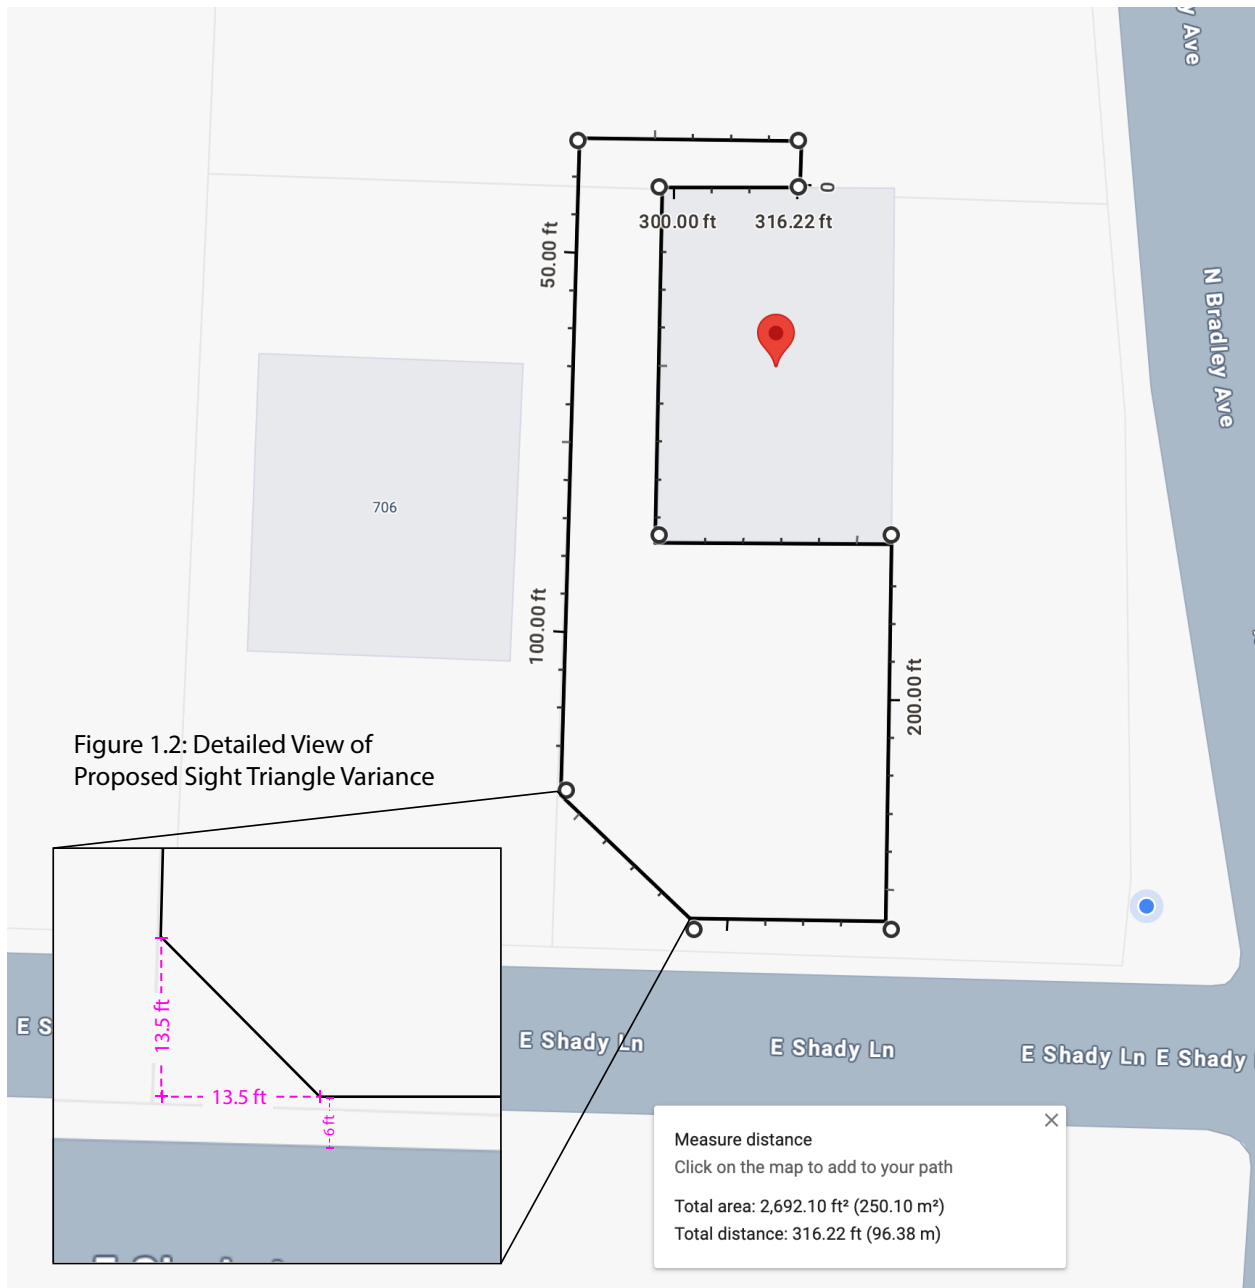 y Ave
0
300.00 ft
316.22 ft
50.00 ft
N Bradley Ave
706
100.00 ft
200.00 ft
Figure 1.2: Detailed View of
Proposed Sight Triangle Variance
13.5 ft
13.5 ft
6 ft
E S
E Shady Ln
E Shady Ln
E Shady Ln
E Shady
Measure distance
Click on the map to add to your path
Total area: 2,692.10 ft² (250.10 m²)
Total distance: 316.22 ft (96.38 m)